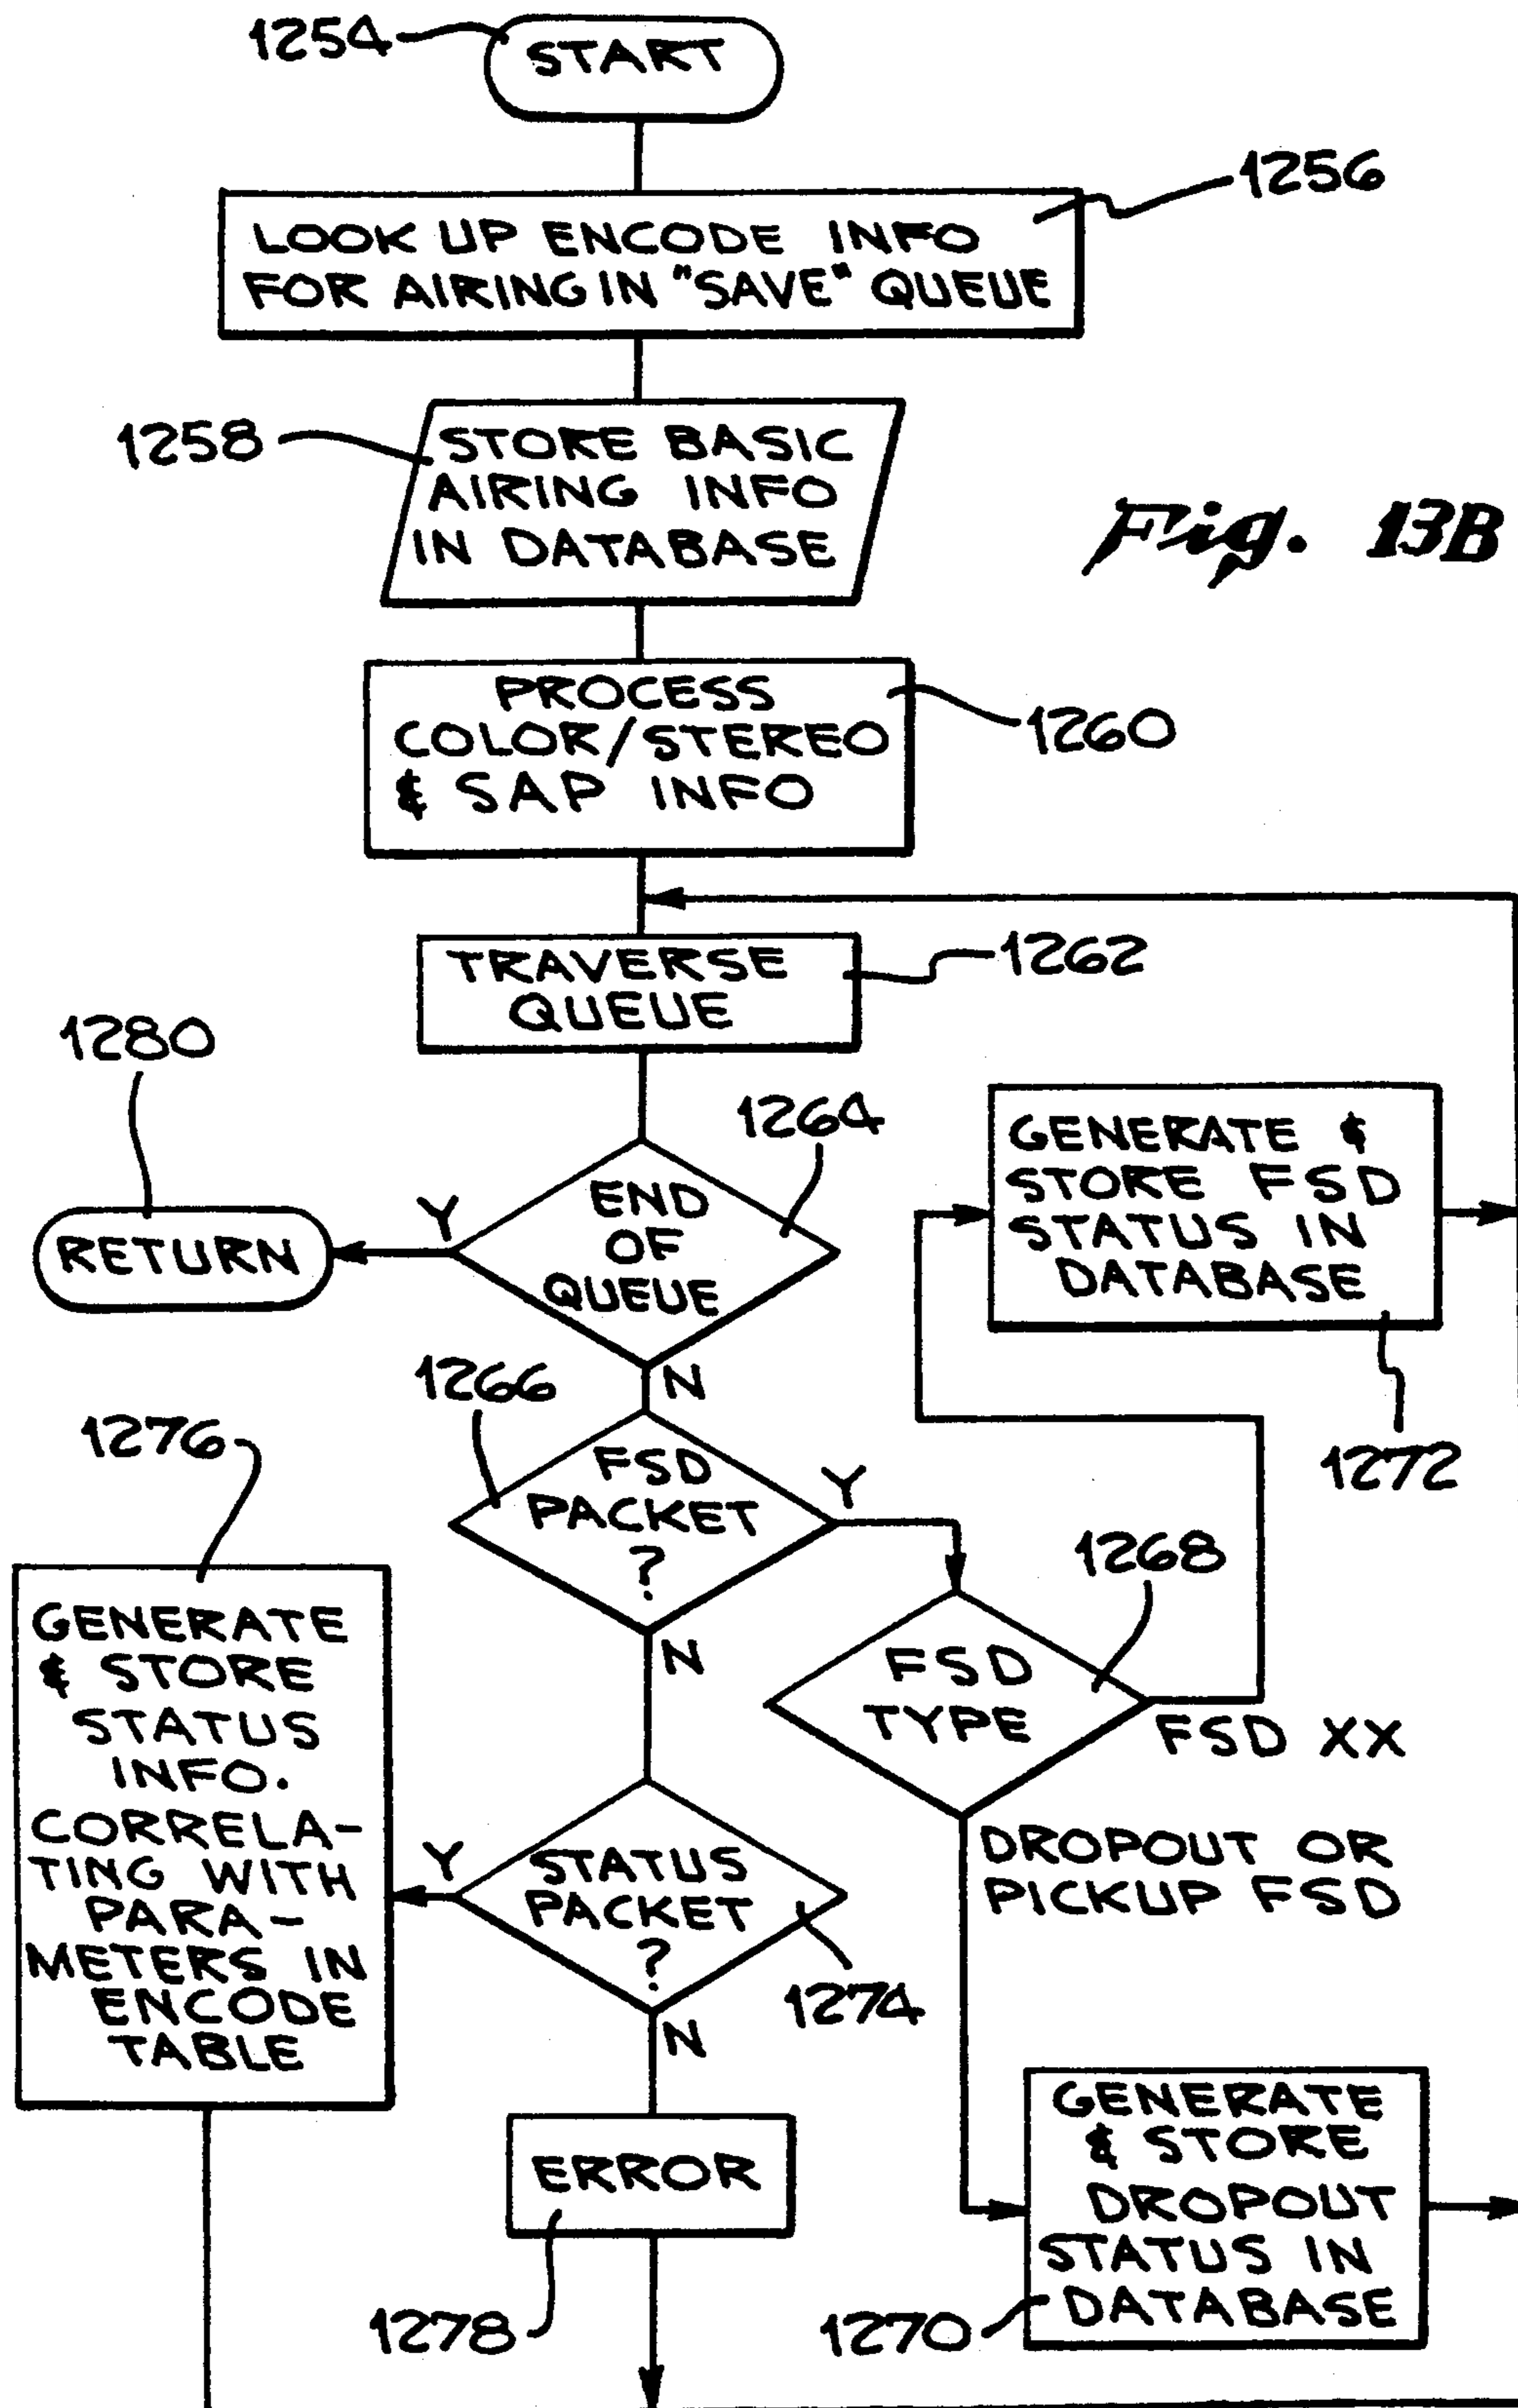 1254
START
1256
LOOK UP ENCODE INFO
FOR AIRING IN "SAVE" QUEUE
1258
STORE BASIC
AIRING INFO
IN DATABASE
Fig. 13B
PROCESS
COLOR/STEREO
& SAP INFO
1260
TRAVERSE
QUEUE
1262
1280
RETURN
Y
1264
END
OF
QUEUE
N
GENERATE &
STORE FSD
STATUS IN
DATABASE
1272
1266
FSD
PACKET
?
Y
N
1268
FSD
TYPE
FSD XX
DROPOUT OR
PICKUP FSD
1276
GENERATE
& STORE
STATUS
INFO.
CORRELA-
TING WITH
PARA-
METERS IN
ENCODE
TABLE
Y
STATUS
PACKET
?
1274
N
ERROR
1278
GENERATE
& STORE
DROPOUT
STATUS IN
DATABASE
1270